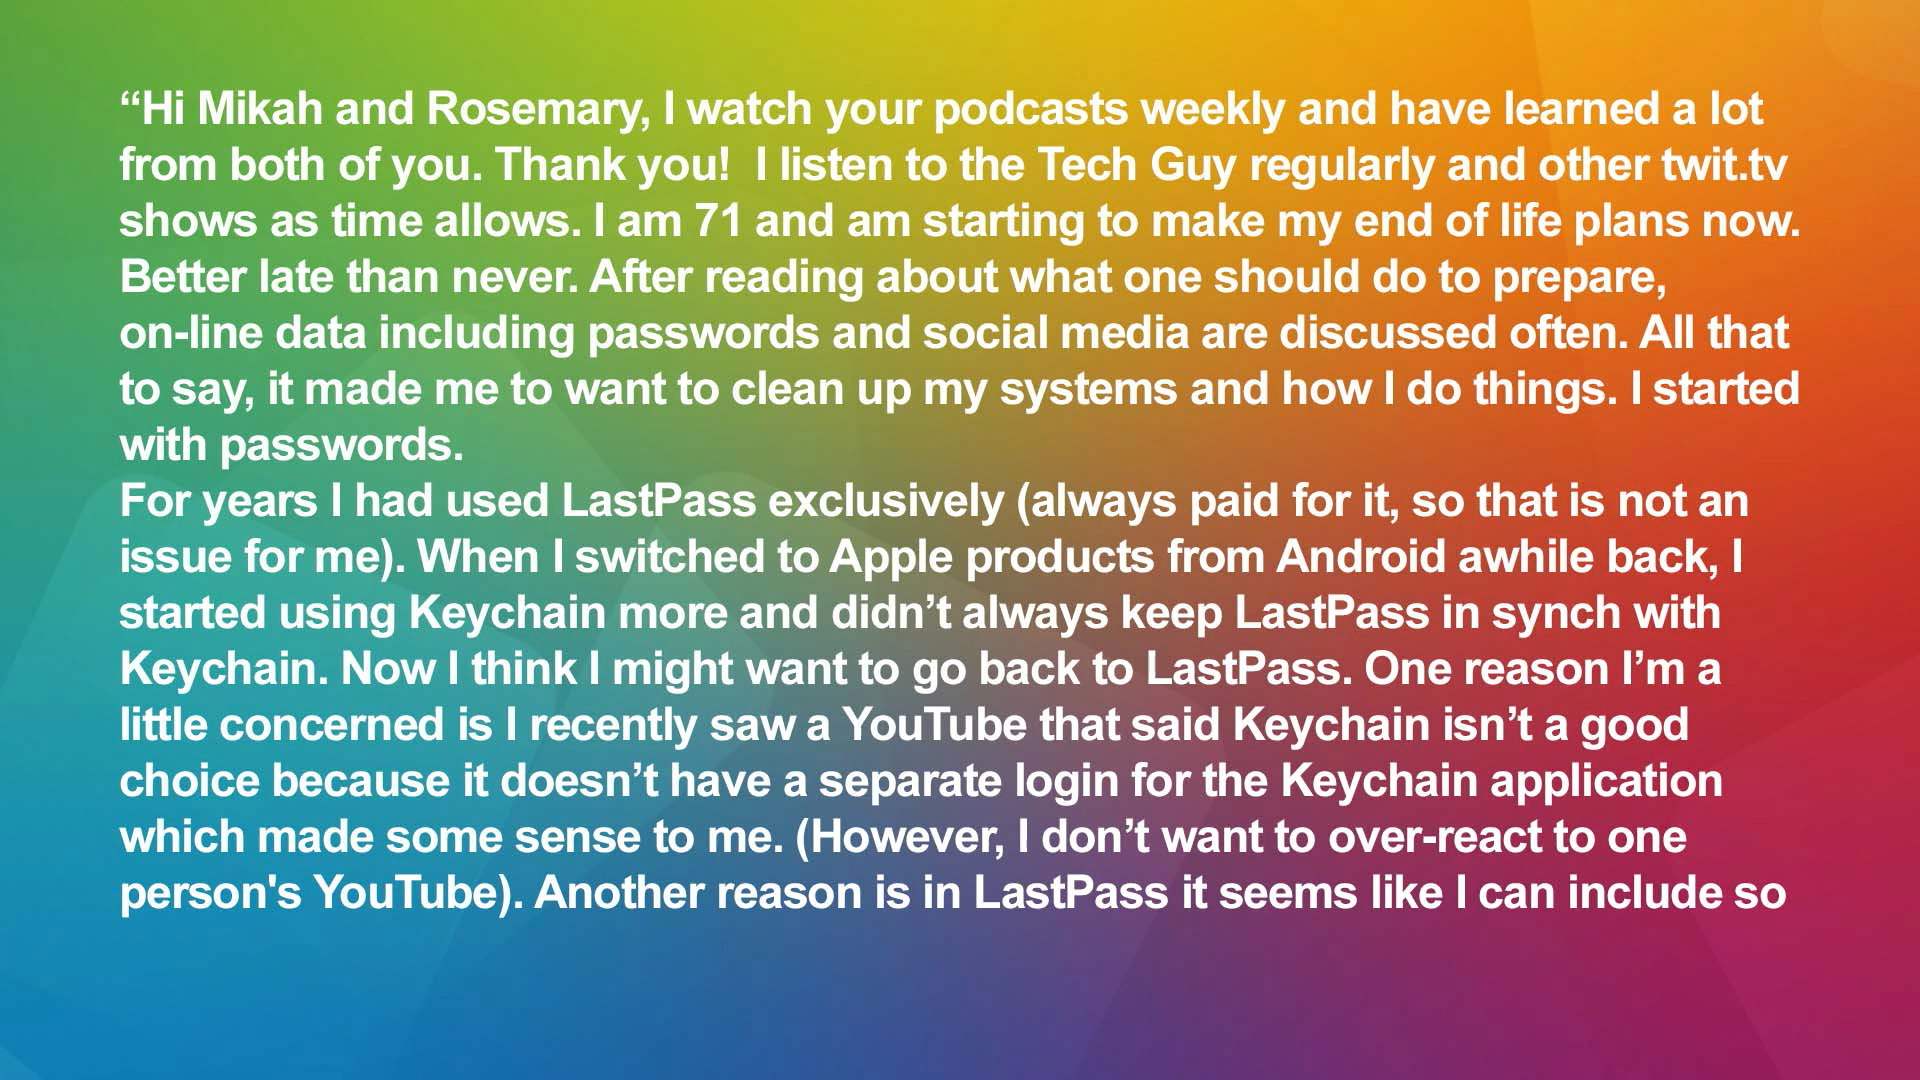 “Hi Mikah and Rosemary, I watch your podcasts weekly and have learned a lot
from both of you. Thank you!  I listen to the Tech Guy regularly and other twit.tv
shows as time allows. I am 71 and am starting to make my end of life plans now.
Better late than never. After reading about what one should do to prepare,
on-line data including passwords and social media are discussed often. All that
to say, it made me to want to clean up my systems and how I do things. I started
with passwords.
For years I had used LastPass exclusively (always paid for it, so that is not an
issue for me). When I switched to Apple products from Android awhile back, I
started using Keychain more and didn’t always keep LastPass in synch with
Keychain. Now I think I might want to go back to LastPass. One reason I’m a
little concerned is I recently saw a YouTube that said Keychain isn’t a good
choice because it doesn’t have a separate login for the Keychain application
which made some sense to me. (However, I don’t want to over-react to one
person's YouTube). Another reason is in LastPass it seems like I can include so